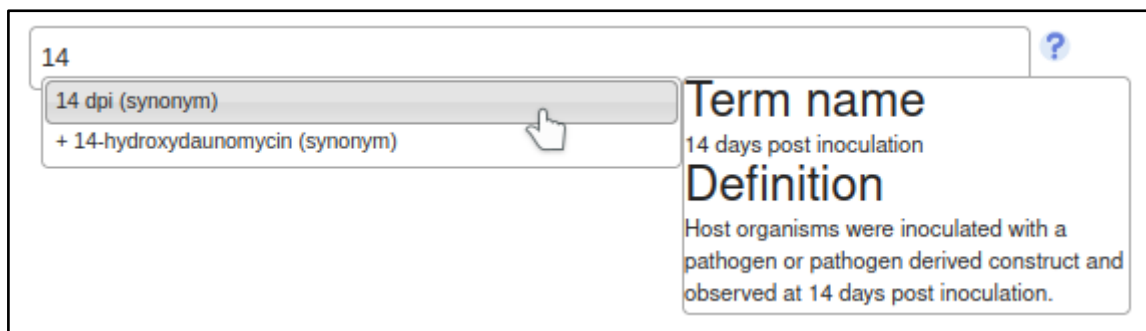 14
?
14 dpi (synonym)
+ 14-hydroxydaunomycin (synonym)
Term name
14 days post inoculation
Definition
Host organisms were inoculated with a
pathogen or pathogen derived construct and
observed at 14 days post inoculation.